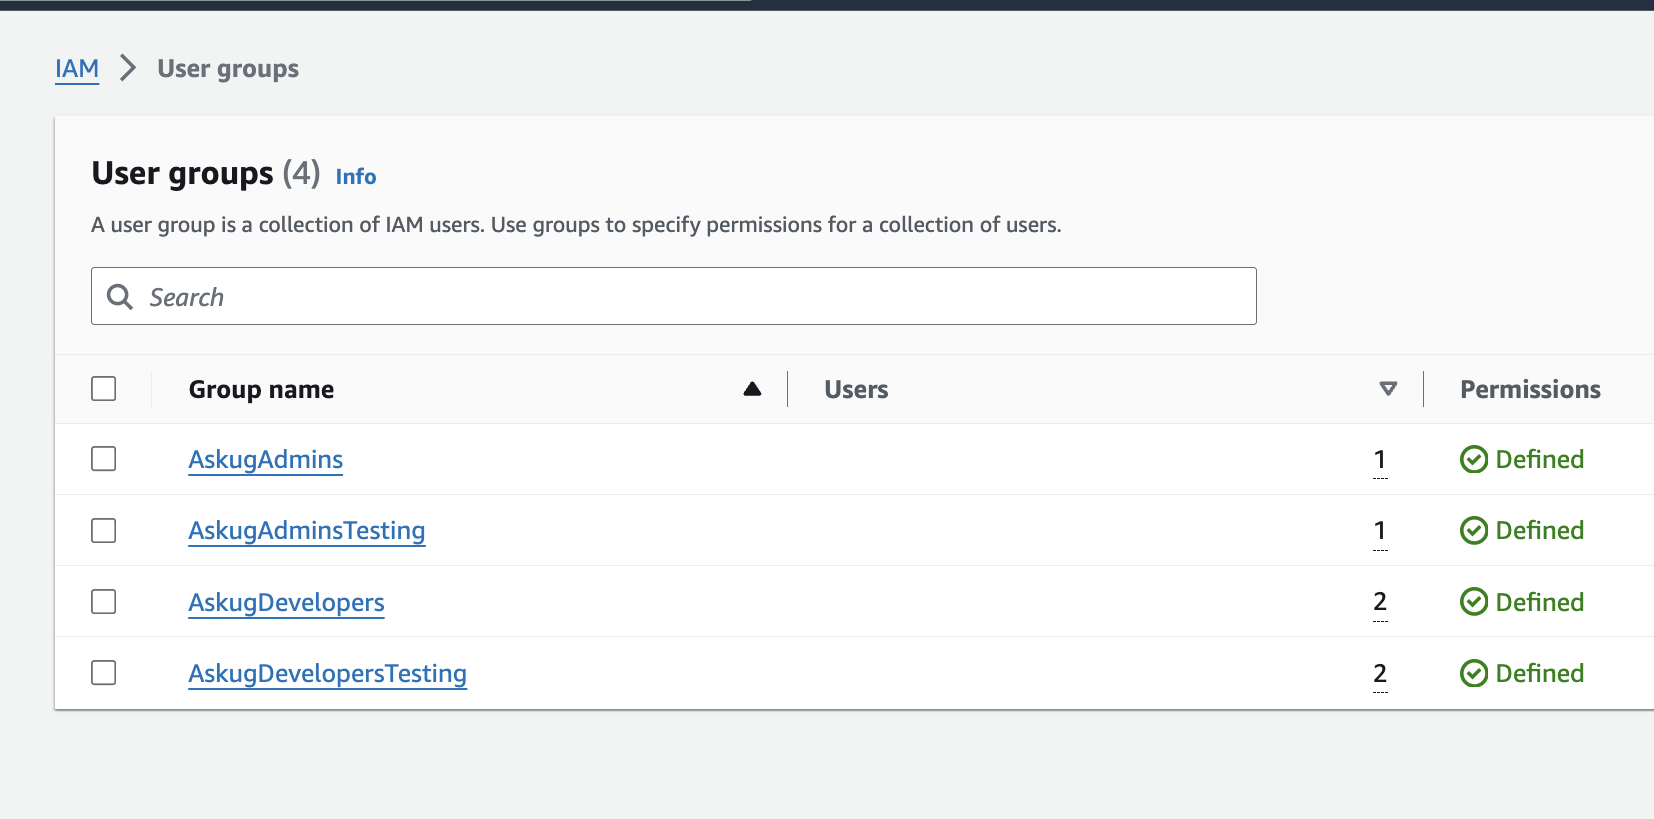 IAM > User groups
User groups (4) Info
A user group is a collection of IAM users. Use groups to specify permissions for a collection of users.
Search
Group name Users Permissions
AskugAdmins 1 Defined
AskugAdminsTesting 1 Defined
AskugDevelopers 2 Defined
AskugDevelopersTesting 2 Defined